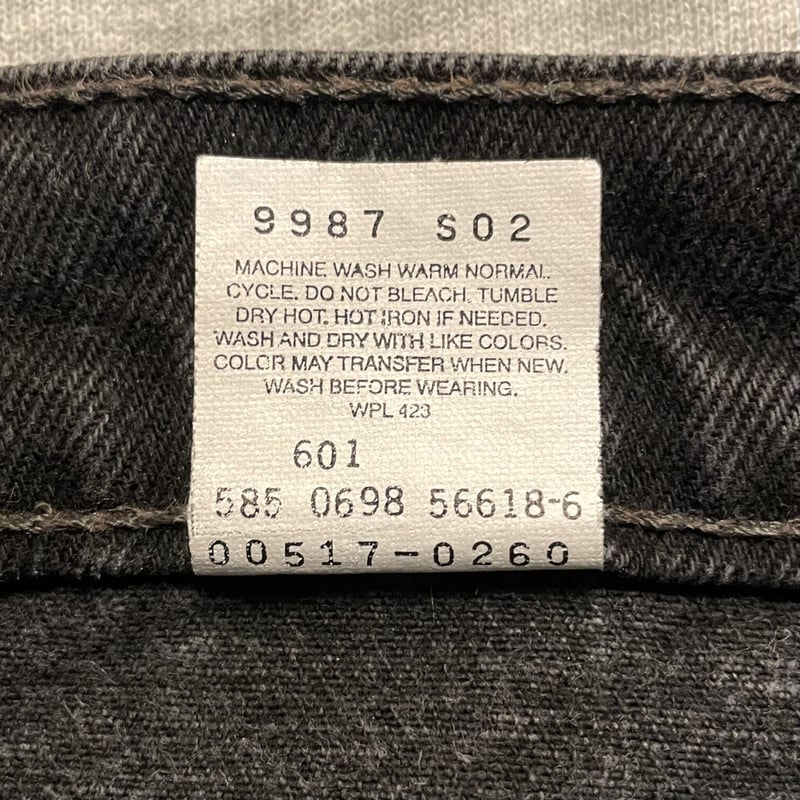 9987 S02
MACHINE WASH WARM NORMAL
CYCLE. DO NOT BLEACH. TUMBLE
DRY HOT. HOT IRON IF NEEDED.
WASH AND DRY WITH LIKE COLORS.
COLOR MAY TRANSFER WHEN NEW.
WASH BEFORE WEARING.
WPL 423
601
585 0698 56618-6
00517-0260